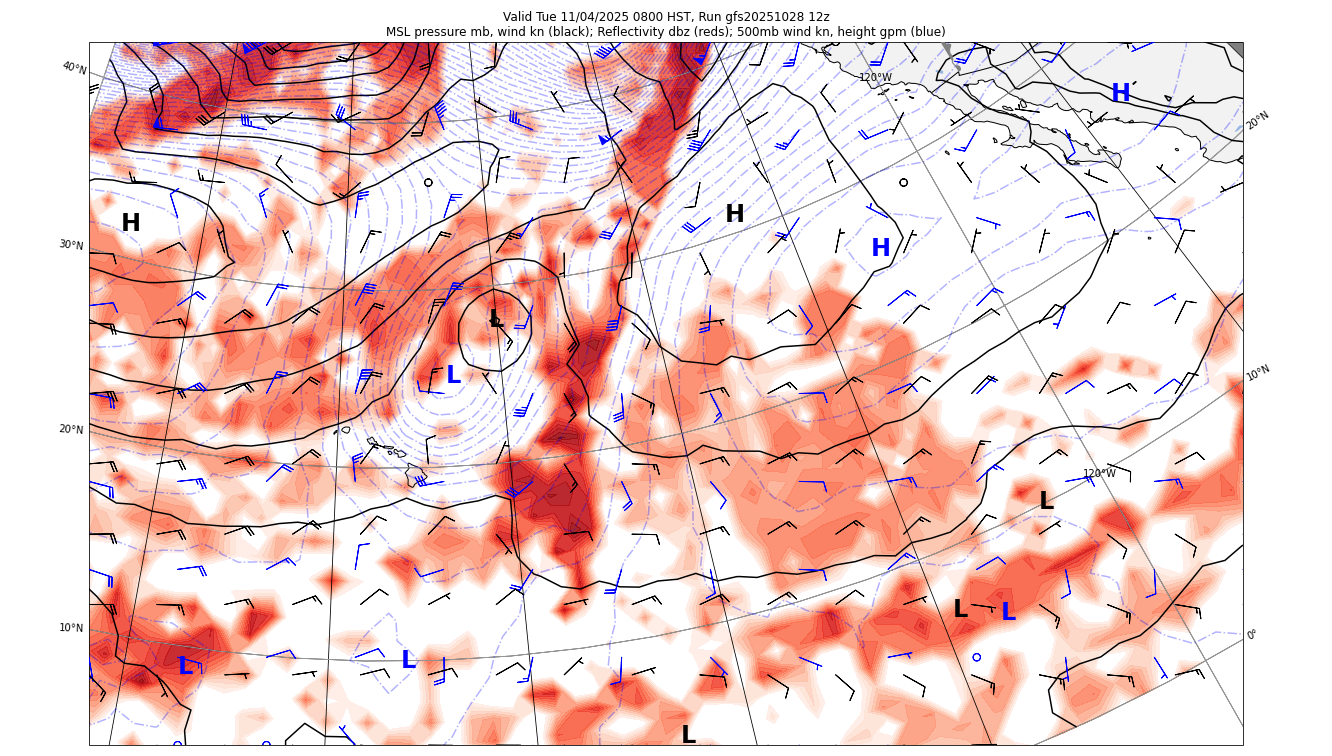 Valid Tue 11/04/2025 0800 HST, Run gfs20251028 12z
MSL pressure mb, wind kn (black); Reflectivity dbz (reds); 500mb wind kn, height gpm (blue)
40°N
120°W
H
20°N
H
H
30°N
H
L
L
10°N
20°N
120°W
L
L
L
10°N
0°
L
L
L